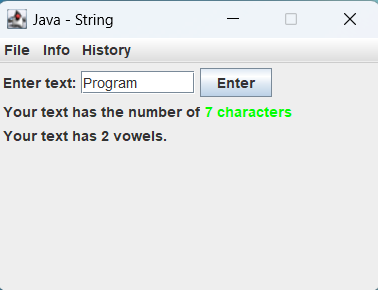 Java - String
File Info History
Enter text: Program Enter
Your text has the number of 7 characters
Your text has 2 vowels.